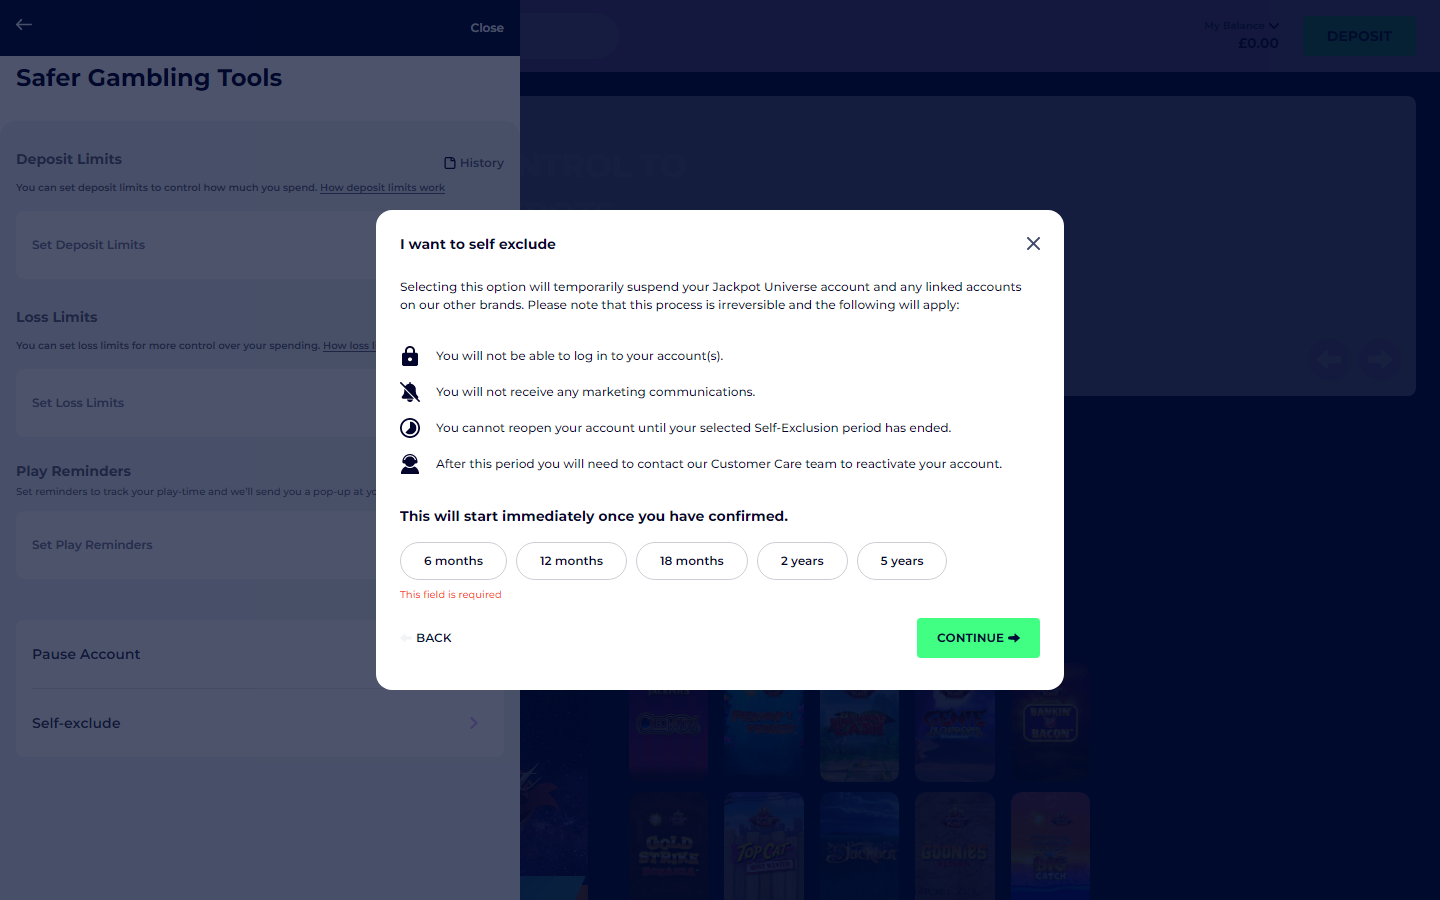 Close
My Balance
£0.00
DEPOSIT
Safer Gambling Tools
NTROL TO
Deposit Limits
History
You can set deposit limits to control how much you spend. How deposit limits work
Set Deposit Limits
Loss Limits
You can set loss limits for more control over your spending. How loss
Set Loss Limits
Play Reminders
Set reminders to track your play-time and we'll send you a pop-up at
Set Play Reminders
Pause Account
Self-exclude
I want to self exclude
Selecting this option will temporarily suspend your Jackpot Universe account and any linked accounts
on our other brands. Please note that this process is irreversible and the following will apply:
You will not be able to log in to your account(s).
You will not receive any marketing communications.
You cannot reopen your account until your selected Self-Exclusion period has ended.
After this period you will need to contact our Customer Care team to reactivate your account.
This will start immediately once you have confirmed.
6 months
12 months
18 months
2 years
5 years
This field is required
BACK
CONTINUE
BANKIN'
BACON
GOLD
STRIKE
BONANZA
TOP CAT
GOONIES
BIG
CATCH